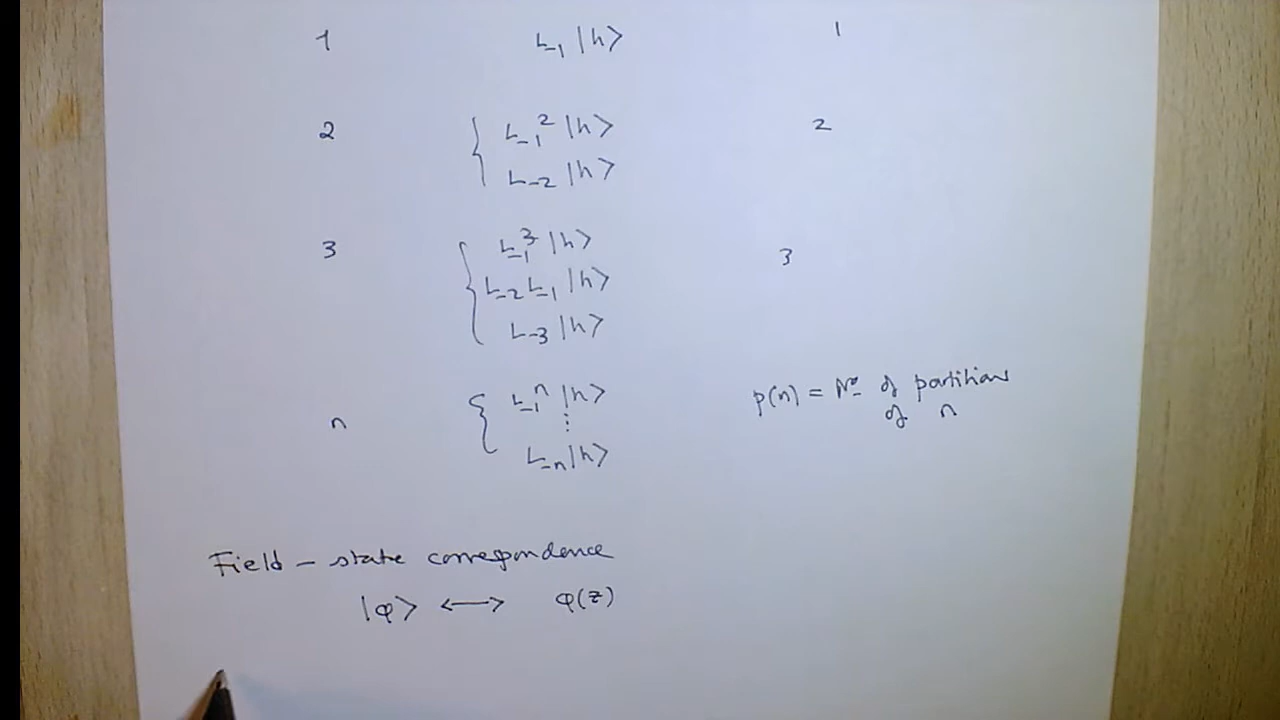 1 L₋₁ |h> 1
2 { L₋₁² |h> 2
L₋₂ |h>
3 { L₋₁³ |h> 3
L₋₂ L₋₁ |h>
L₋₃ |h>
n { L₋₁ⁿ |h> p(n) = Nº of partitions
⋮ of n
L₋ₙ |h>
Field – state correspondence
|φ> ⟷ φ(z)